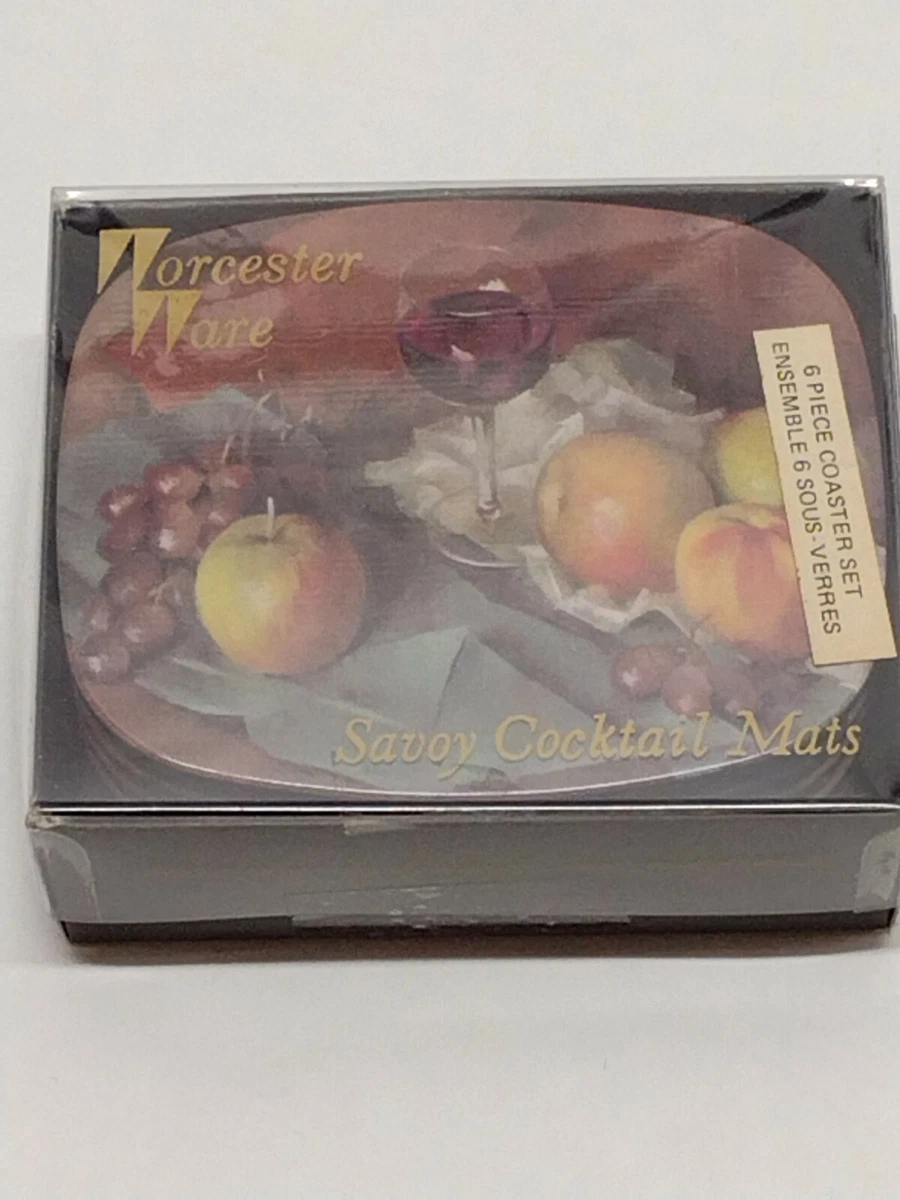 Worcester
Ware
6 PIECE COASTER SET
ENSEMBLE 6 SOUS-VERRES
Savoy Cocktail Mats